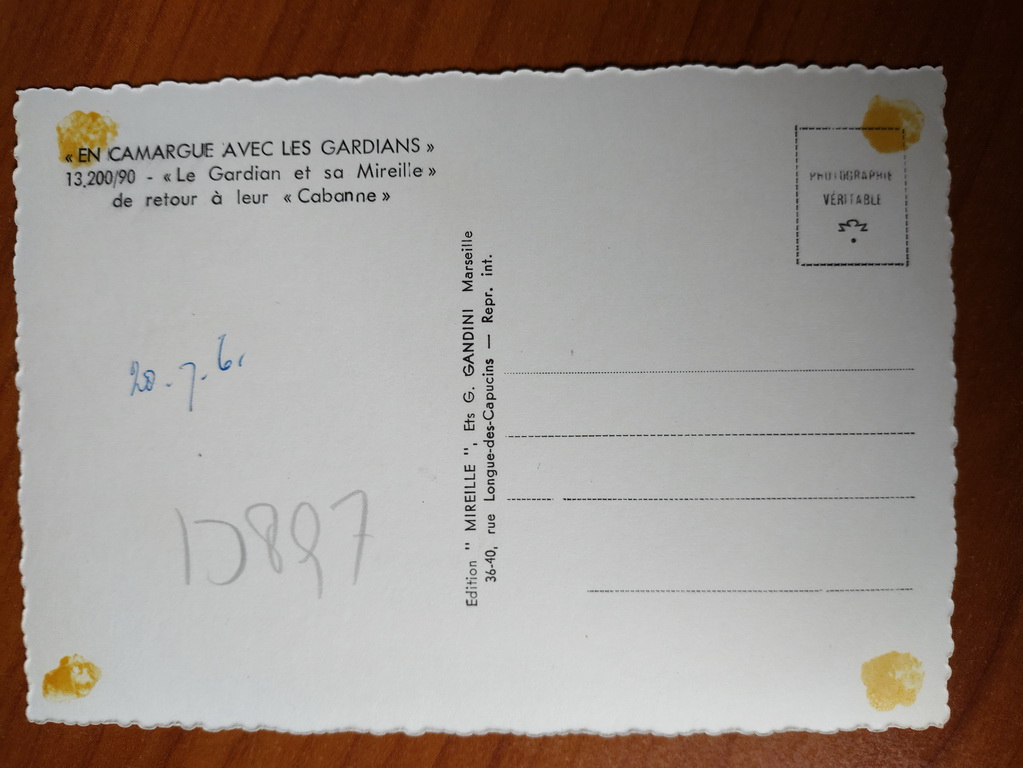 « EN CAMARGUE AVEC LES GARDIANS »
13,200/90 - « Le Gardian et sa Mireille »
de retour à leur « Cabanne »
PHOTOGRAPHIE
VÉRITABLE
20-7-61
D897
Edition " MIREILLE ", Ets G. GANDINI Marseille
36-40, rue Longue-des-Capucins — Repr. int.